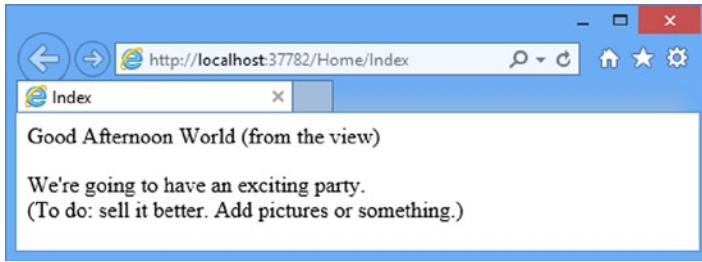 http://localhost:37782/Home/Index
Index
Good Afternoon World (from the view)
We're going to have an exciting party.
(To do: sell it better. Add pictures or something.)